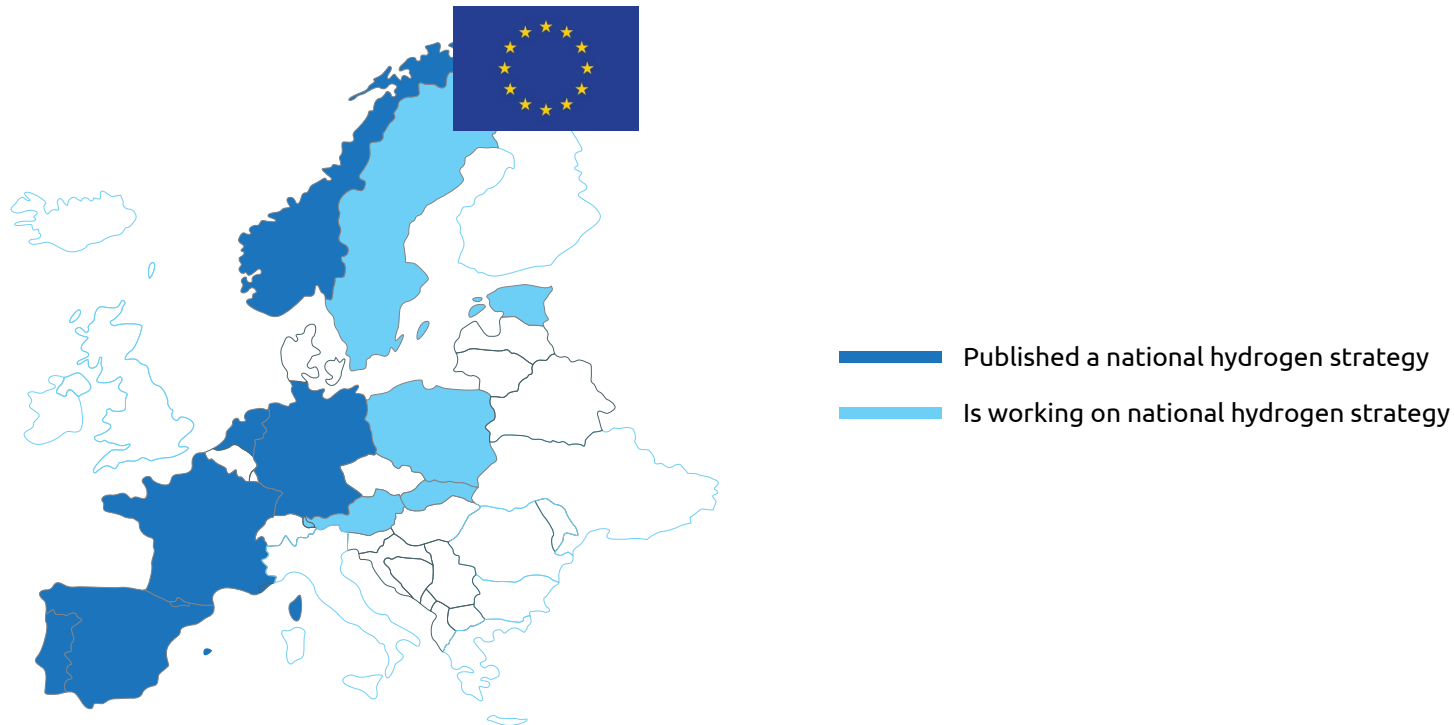 Published a national hydrogen strategy
Is working on national hydrogen strategy